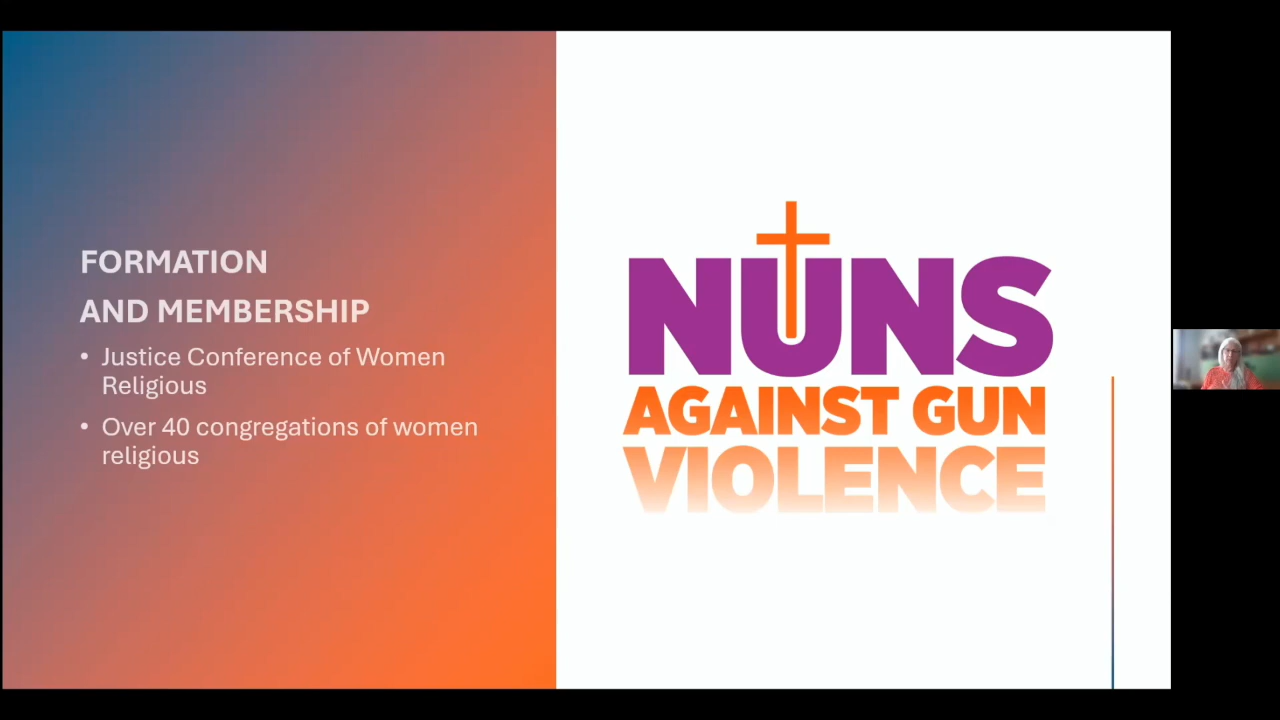 FORMATION
AND MEMBERSHIP
• Justice Conference of Women
Religious
• Over 40 congregations of women
religious
NUNS
AGAINST GUN
VIOLENCE